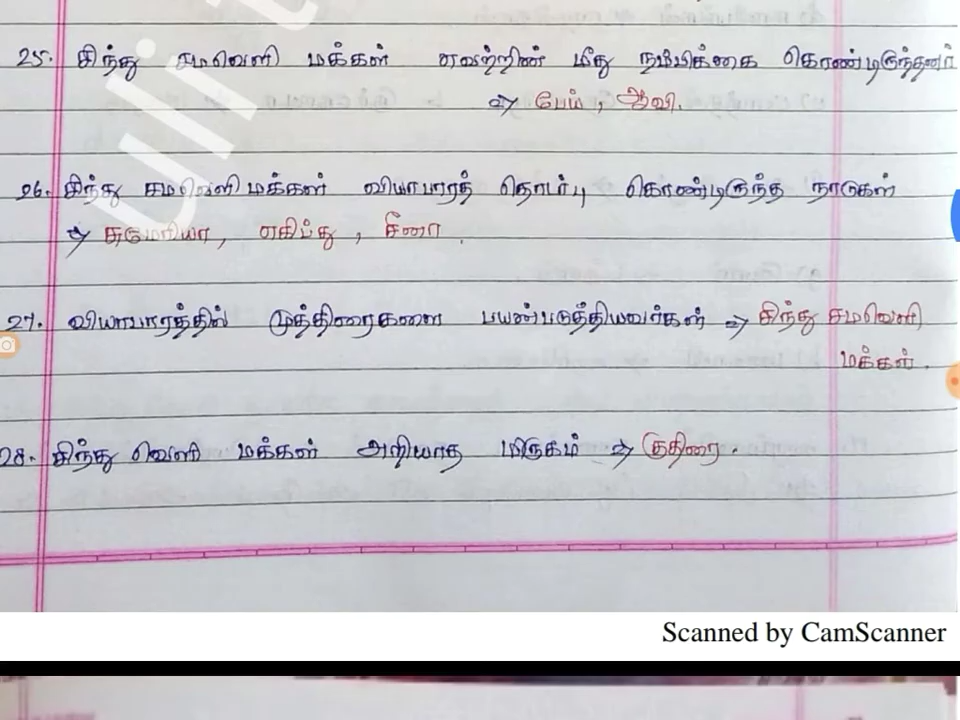 25. சிந்து சமவெளி மக்கள் எவற்றின் மீது நம்பிக்கை கொண்டிருந்தனர்
⇒ பேய், ஆவி.
26. சிந்து சமவெளி மக்கள் வியாபாரத் தொடர்பு கொண்டிருந்த நாடுகள்
⇒ சுமேரியா, எகிப்து, சீனா.
27. வியாபாரத்தில் முத்திரைகளை பயன்படுத்தியவர்கள் ⇒ சிந்து சமவெளி
மக்கள்.
28. சிந்து வெளி மக்கள் அறியாத மிருகம் ⇒ குதிரை.
Scanned by CamScanner